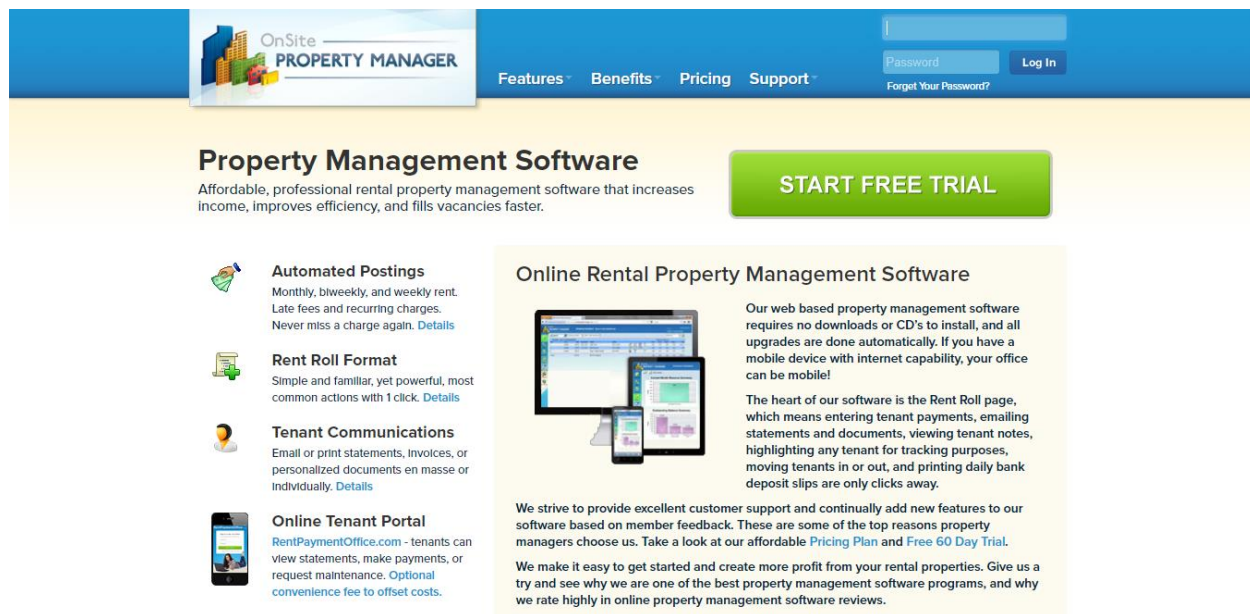 OnSite
PROPERTY MANAGER
Features
Benefits
Pricing
Support
Password
Log In
Forget Your Password?
Property Management Software
Affordable, professional rental property management software that increases
income, improves efficiency, and fills vacancies faster.
START FREE TRIAL
Automated Postings
Monthly, biweekly, and weekly rent.
Late fees and recurring charges.
Never miss a charge again. Details
Rent Roll Format
Simple and familiar, yet powerful, most
common actions with 1 click. Details
Tenant Communications
Email or print statements, invoices, or
personalized documents en masse or
individually. Details
Online Tenant Portal
RentPaymentOffice.com - tenants can
view statements, make payments, or
request maintenance. Optional
convenience fee to offset costs.
Online Rental Property Management Software
Our web based property management software
requires no downloads or CD's to install, and all
upgrades are done automatically. If you have a
mobile device with internet capability, your office
can be mobile!
The heart of our software is the Rent Roll page,
which means entering tenant payments, emailing
statements and documents, viewing tenant notes,
highlighting any tenant for tracking purposes,
moving tenants in or out, and printing daily bank
deposit slips are only clicks away.
We strive to provide excellent customer support and continually add new features to our
software based on member feedback. These are some of the top reasons property
managers choose us. Take a look at our affordable Pricing Plan and Free 60 Day Trial.
We make it easy to get started and create more profit from your rental properties. Give us a
try and see why we are one of the best property management software programs, and why
we rate highly in online property management software reviews.